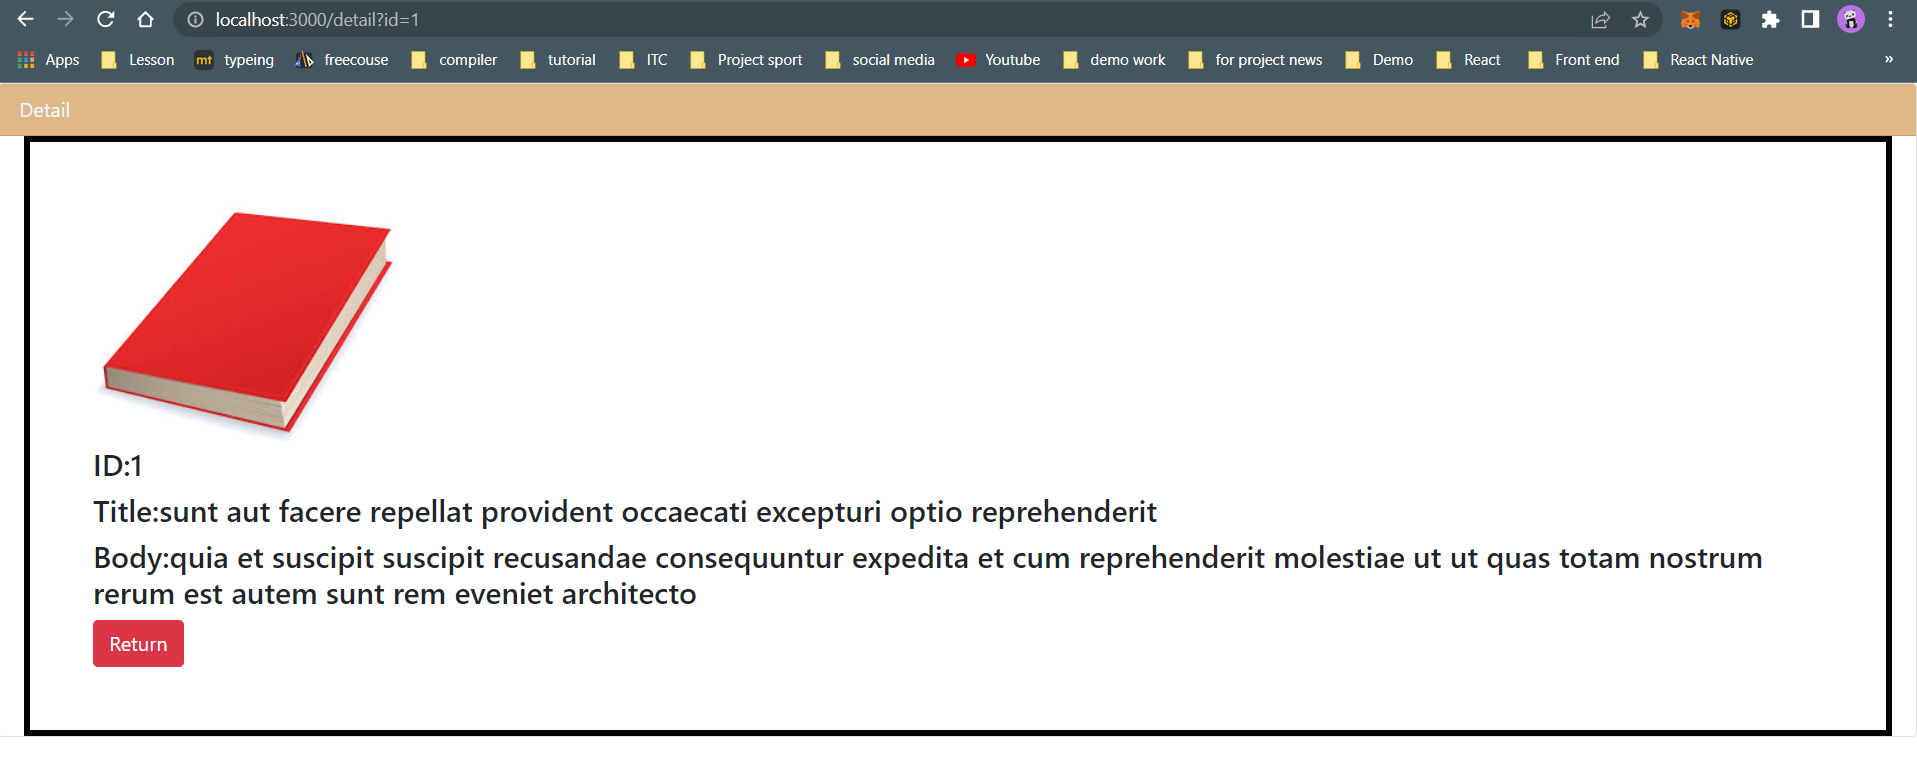 localhost:3000/detail?id=1
Apps Lesson mt typeing freecouse compiler tutorial ITC Project sport social media Youtube demo work for project news Demo React Front end React Native »
Detail
ID:1
Title:sunt aut facere repellat provident occaecati excepturi optio reprehenderit
Body:quia et suscipit suscipit recusandae consequuntur expedita et cum reprehenderit molestiae ut ut quas totam nostrum
rerum est autem sunt rem eveniet architecto
Return